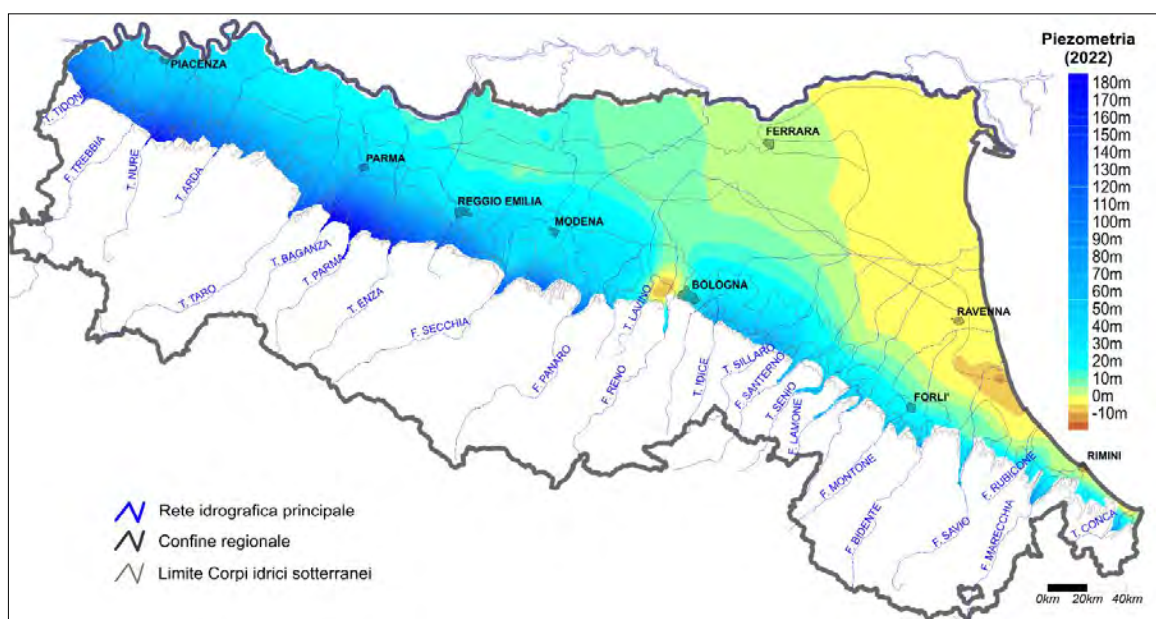 Piezometria
(2022)
180m
170m
160m
150m
140m
130m
120m
110m
100m
90m
80m
70m
60m
50m
40m
30m
20m
10m
0m
-10m
PIACENZA
PARMA
REGGIO EMILIA
MODENA
BOLOGNA
FERRARA
RAVENNA
FORLI'
RIMINI
T. TIDONE
F. TREBBIA
T. NURE
T. ARDA
T. TARO
T. BAGANZA
T. PARMA
T. ENZA
F. SECCHIA
F. PANARO
T. LAVINO
F. RENO
T. IDICE
T. SILLARO
F. SANTERNO
T. SENIO
F. LAMONE
F. MONTONE
F. BIDENTE
F. SAVIO
F. RUBICONE
F. MARECCHIA
T. CONCA
Rete idrografica principale
Confine regionale
Limite Corpi idrici sotterranei
0km 20km 40km